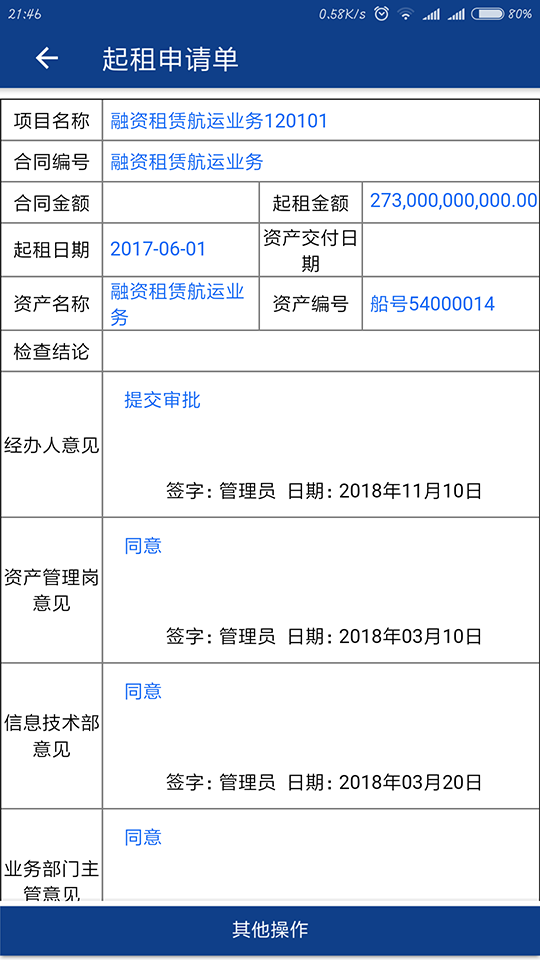 21:46 0.58K/s 80%
起租申请单
项目名称 融资租赁航运业务120101
合同编号 融资租赁航运业务
合同金额 起租金额 273,000,000,000.00
起租日期 2017-06-01 资产交付日
期
资产名称 融资租赁航运业
务 资产编号 船号54000014
检查结论
提交审批
经办人意见
签字: 管理员 日期: 2018年11月10日
同意
资产管理岗
意见
签字: 管理员 日期: 2018年03月10日
同意
信息技术部
意见
签字: 管理员 日期: 2018年03月20日
同意
业务部门主
管意见
其他操作